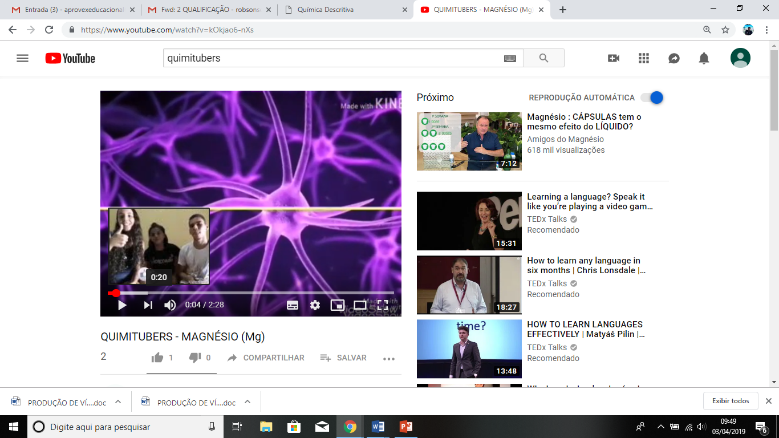 Entrada (3) - aprovexeducacional
Fwd: 2 QUALIFICAÇÃO - robson
Química Descritiva
QUIMITUBERS - MAGNÉSIO (Mg)
https://www.youtube.com/watch?v=kOkjao6-nXs
YouTube
quimitubers
Made with KINE
0:20
0:04 / 2:28
QUIMITUBERS - MAGNÉSIO (Mg)
2
1
0
COMPARTILHAR
SALVAR
Próximo
REPRODUÇÃO AUTOMÁTICA
7:12
Magnésio : CÁPSULAS tem o
mesmo efeito do LÍQUIDO?
Amigos do Magnésio
618 mil visualizações
15:31
Learning a language? Speak it
like you're playing a video gam...
TEDx Talks
Recomendado
18:27
How to learn any language in
six months | Chris Lonsdale |...
TEDx Talks
Recomendado
time?
13:48
HOW TO LEARN LANGUAGES
EFFECTIVELY | Matyáš Pilin |...
TEDx Talks
Recomendado
PRODUÇÃO DE VÍ....doc
PRODUÇÃO DE VÍ....doc
Exibir todos
Digite aqui para pesquisar
09:49
03/04/2019